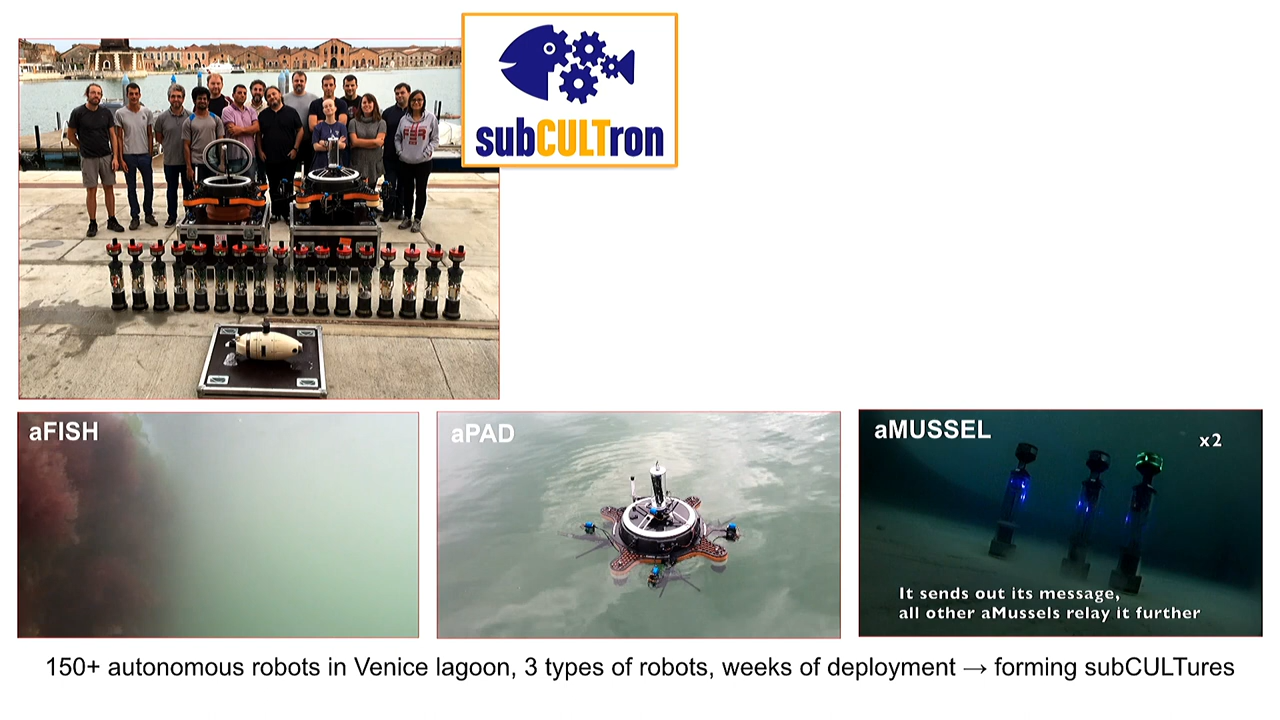 subCULTron
aFISH
aPAD
aMUSSEL
x2
It sends out its message,
all other aMussels relay it further
150+ autonomous robots in Venice lagoon, 3 types of robots, weeks of deployment → forming subCULTures